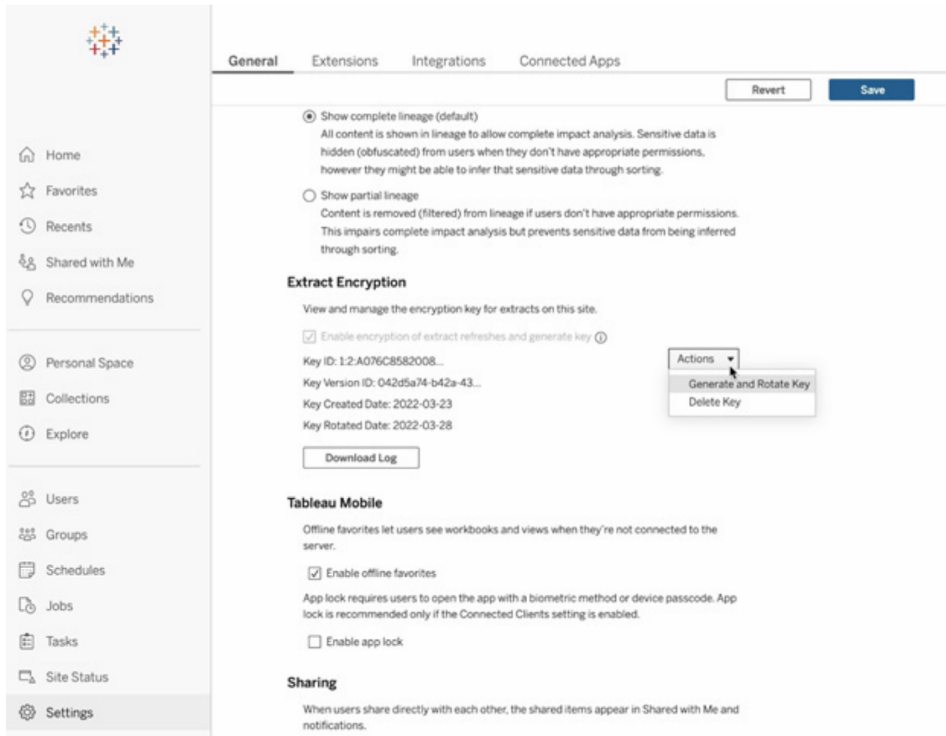 General
Extensions
Integrations
Connected Apps
Revert
Save
Home
Favorites
Recents
Shared with Me
Recommendations
Personal Space
Collections
Explore
Users
Groups
Schedules
Jobs
Tasks
Site Status
Settings
Show complete lineage (default)
All content is shown in lineage to allow complete impact analysis. Sensitive data is
hidden (obfuscated) from users when they don't have appropriate permissions,
however they might be able to infer that sensitive data through sorting.
Show partial lineage
Content is removed (filtered) from lineage if users don't have appropriate permissions.
This impairs complete impact analysis but prevents sensitive data from being inferred
through sorting.
Extract Encryption
View and manage the encryption key for extracts on this site.
Enable encryption of extract refreshes and generate key
Key ID: 1:2:A076C8582008...
Key Version ID: 042d5a74-b42a-43...
Key Created Date: 2022-03-23
Key Rotated Date: 2022-03-28
Actions
Generate and Rotate Key
Delete Key
Download Log
Tableau Mobile
Offline favorites let users see workbooks and views when they're not connected to the
server.
Enable offline favorites
App lock requires users to open the app with a biometric method or device passcode. App
lock is recommended only if the Connected Clients setting is enabled.
Enable app lock
Sharing
When users share directly with each other, the shared items appear in Shared with Me and
notifications.